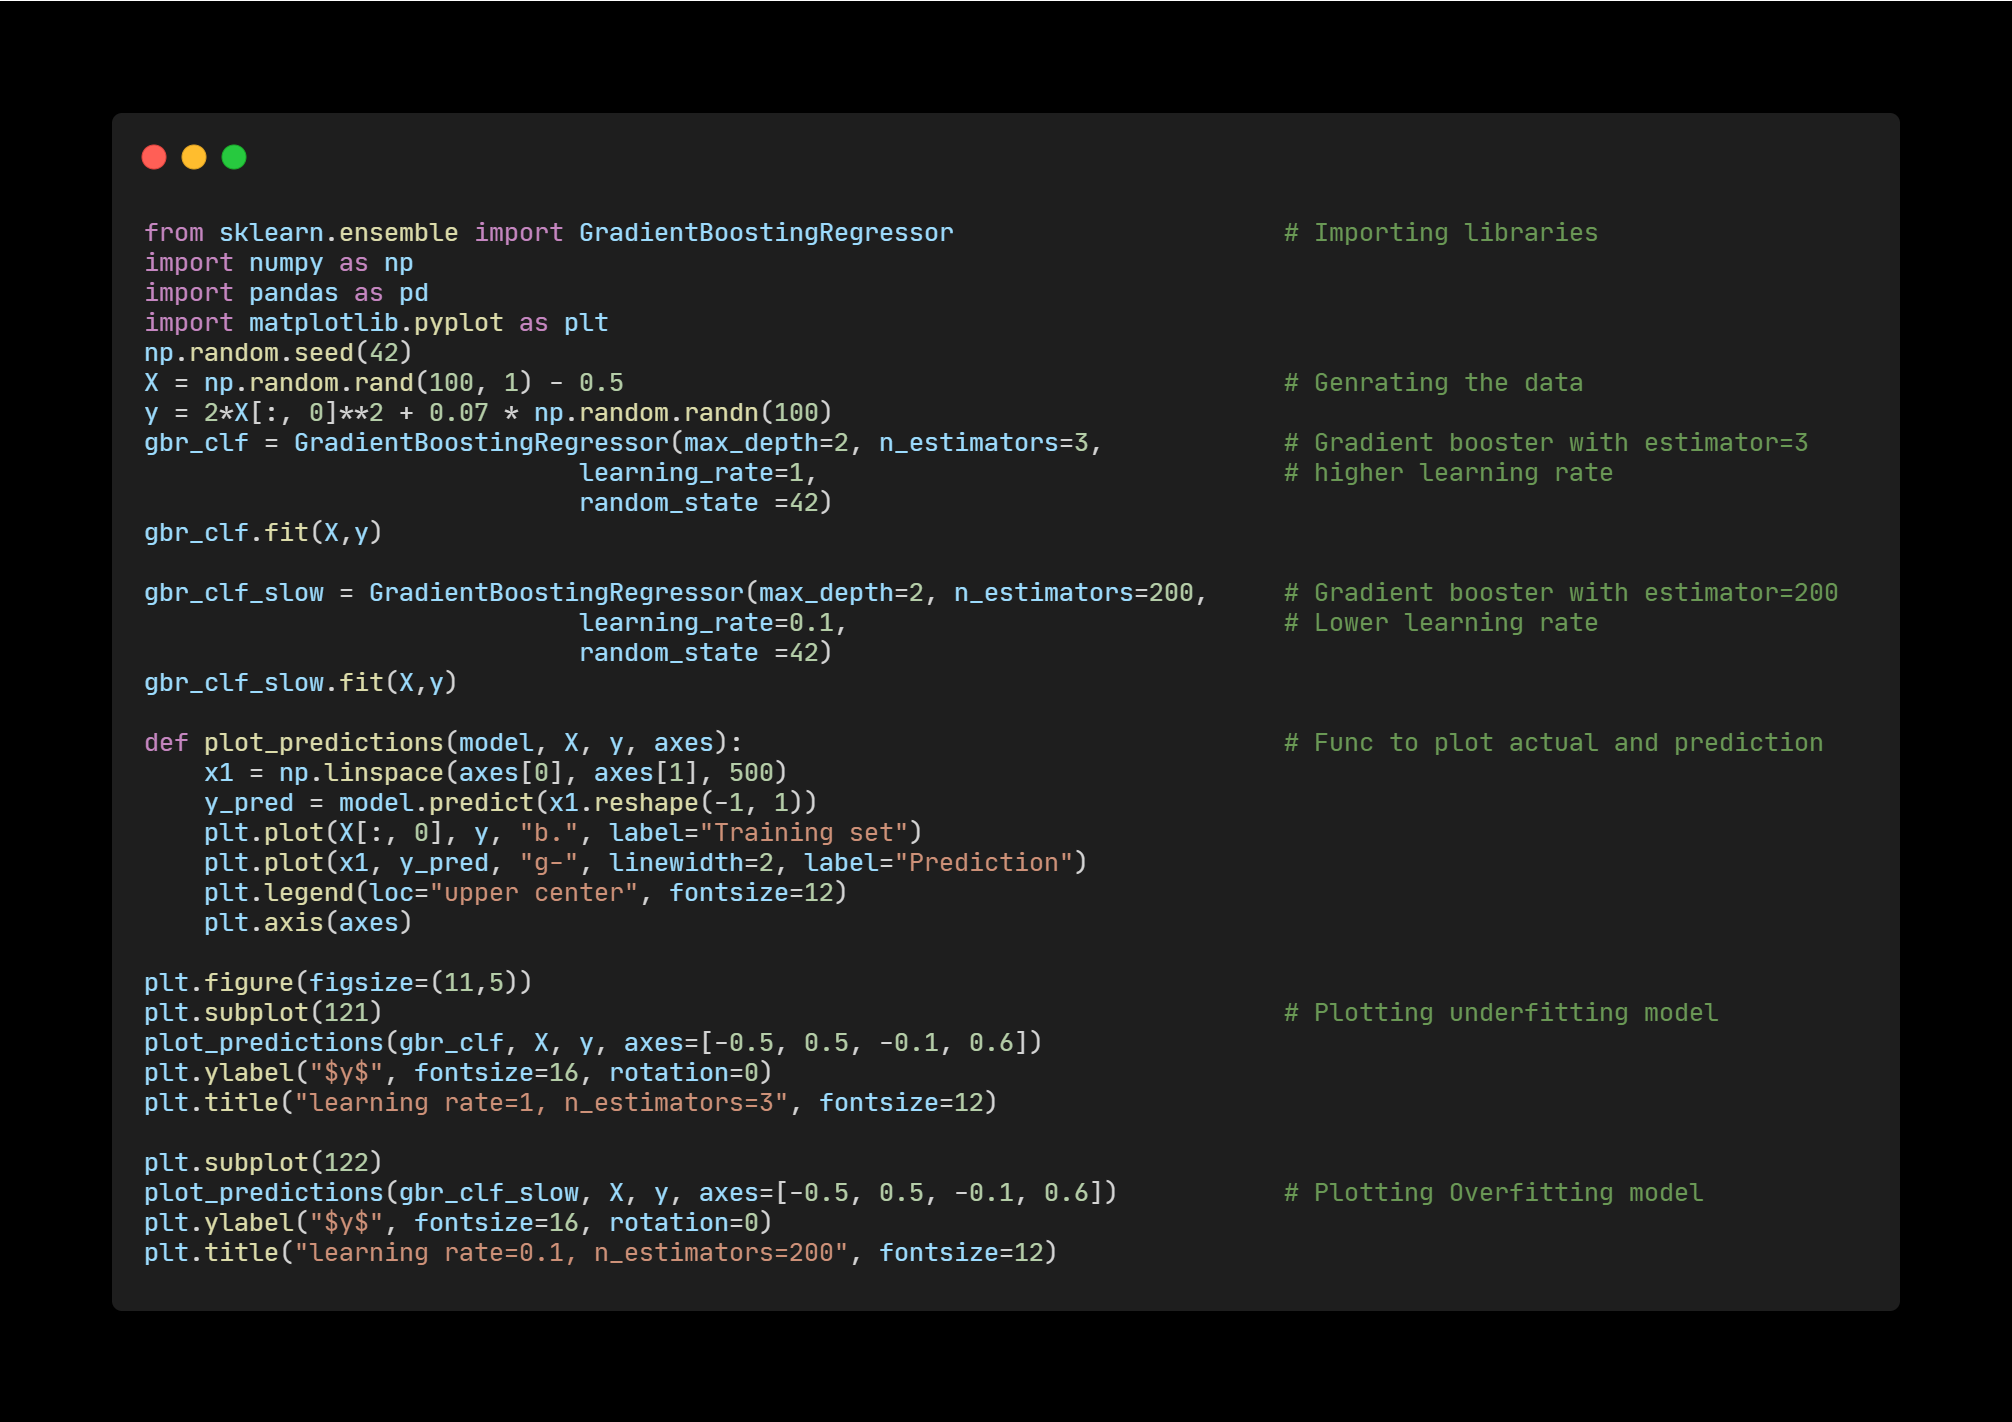 from sklearn.ensemble import GradientBoostingRegressor                      # Importing libraries
import numpy as np
import pandas as pd
import matplotlib.pyplot as plt
np.random.seed(42)
X = np.random.rand(100, 1) - 0.5                                            # Genrating the data
y = 2*X[:, 0]**2 + 0.07 * np.random.randn(100)
gbr_clf = GradientBoostingRegressor(max_depth=2, n_estimators=3,            # Gradient booster with estimator=3
                             learning_rate=1,                               # higher learning rate
                             random_state =42)
gbr_clf.fit(X,y)

gbr_clf_slow = GradientBoostingRegressor(max_depth=2, n_estimators=200,     # Gradient booster with estimator=200
                             learning_rate=0.1,                             # Lower learning rate
                             random_state =42)
gbr_clf_slow.fit(X,y)

def plot_predictions(model, X, y, axes):                                    # Func to plot actual and prediction
    x1 = np.linspace(axes[0], axes[1], 500)
    y_pred = model.predict(x1.reshape(-1, 1))
    plt.plot(X[:, 0], y, "b.", label="Training set")
    plt.plot(x1, y_pred, "g-", linewidth=2, label="Prediction")
    plt.legend(loc="upper center", fontsize=12)
    plt.axis(axes)

plt.figure(figsize=(11,5))
plt.subplot(121)                                                            # Plotting underfitting model
plot_predictions(gbr_clf, X, y, axes=[-0.5, 0.5, -0.1, 0.6])
plt.ylabel("$y$", fontsize=16, rotation=0)
plt.title("learning rate=1, n_estimators=3", fontsize=12)

plt.subplot(122)
plot_predictions(gbr_clf_slow, X, y, axes=[-0.5, 0.5, -0.1, 0.6])           # Plotting Overfitting model
plt.ylabel("$y$", fontsize=16, rotation=0)
plt.title("learning rate=0.1, n_estimators=200", fontsize=12)